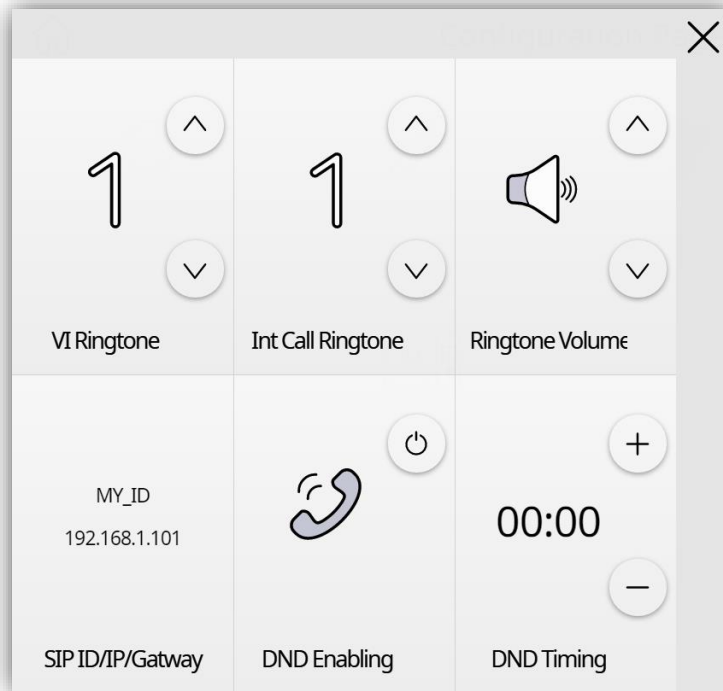 1
1
VI Ringtone
Int Call Ringtone
Ringtone Volume
MY_ID
192.168.1.101
00:00
SIP ID/IP/Gatway
DND Enabling
DND Timing